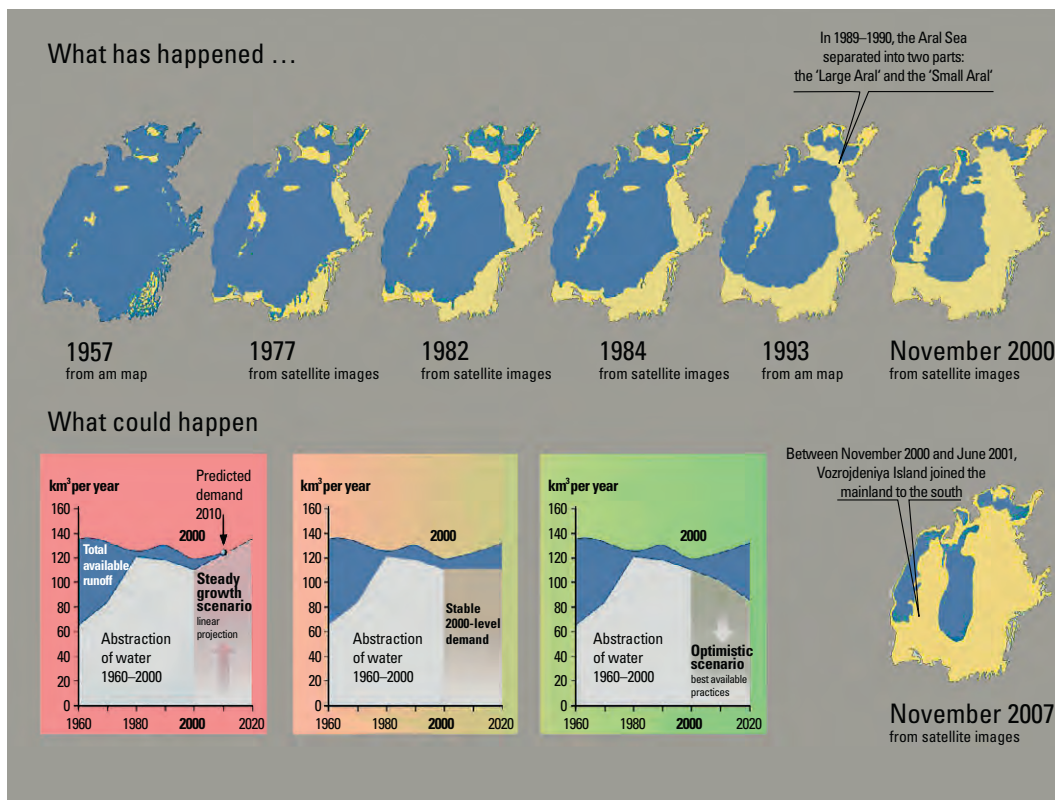 What has happened …
In 1989–1990, the Aral Sea
separated into two parts:
the ‘Large Aral’ and the ‘Small Aral’
1957
from am map
1977
from satellite images
1982
from satellite images
1984
from satellite images
1993
from am map
November 2000
from satellite images
What could happen
km³ per year
160
140
120
100
80
60
40
20
0
1960
1980
2000
2020
Predicted
demand
2010
2000
Total
available
runoff
Steady
growth
scenario
linear
projection
Abstraction
of water
1960–2000
km³ per year
160
140
120
100
80
60
40
20
0
1960
1980
2000
2020
2000
Stable
2000-level
demand
Abstraction
of water
1960–2000
km³ per year
160
140
120
100
80
60
40
20
0
1960
1980
2000
2020
2000
Abstraction
of water
1960–2000
Optimistic
scenario
best available
practices
Between November 2000 and June 2001,
Vozrojdeniya Island joined the
mainland to the south
November 2007
from satellite images